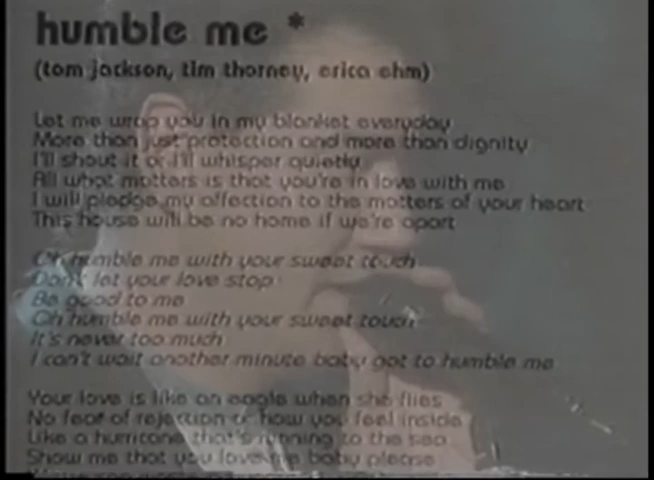 humble me *
(tom jackson, tim thorney, erica ehm)
Let me wrap you in my blanket everyday
More than just protection and more than dignity
I'll shout it or I'll whisper quietly
All what matters is that you're in love with me
I will pledge my affection to the matters of your heart
This house will be no home if we're apart
Oh humble me with your sweet touch
Don't let your love stop
Be good to me
Oh humble me with your sweet touch
It's never too much
I can't wait another minute baby got to humble me
Your love is like an eagle when she flies
No fear of rejection or how you feel inside
Like a hurricane that's running to the sea
Show me that you love me baby please